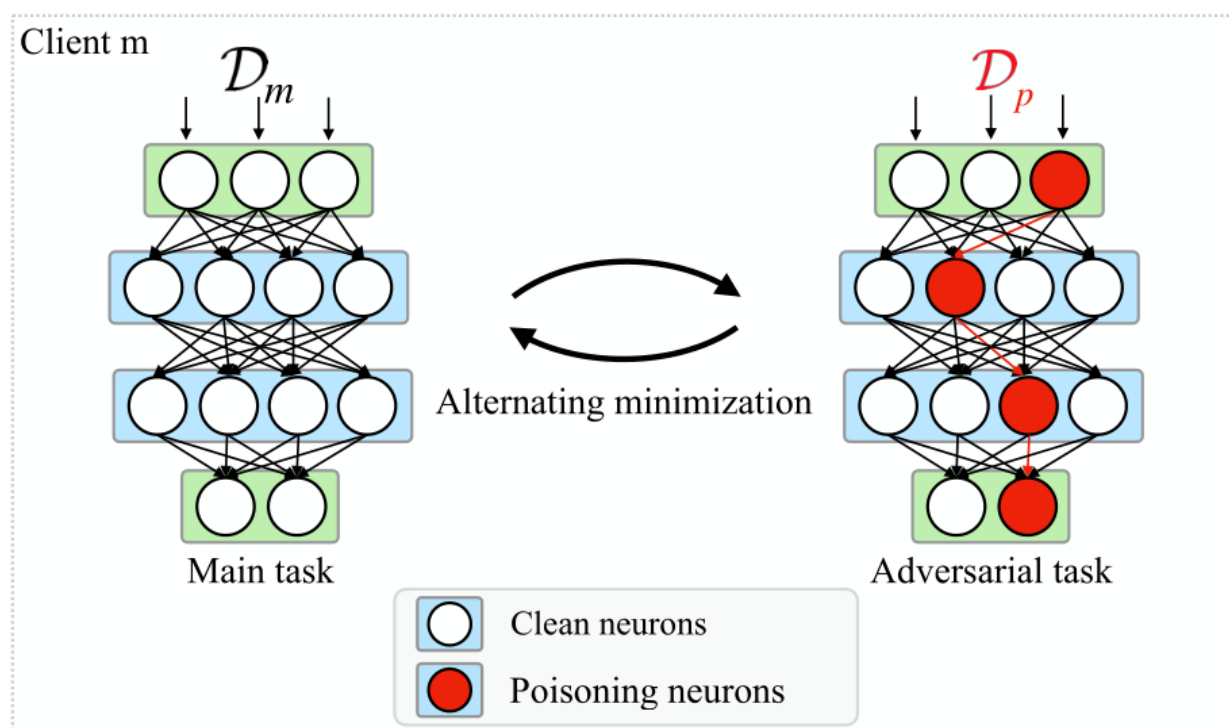 Client m
𝒟m
𝒟p
Alternating minimization
Main task
Adversarial task
Clean neurons
Poisoning neurons